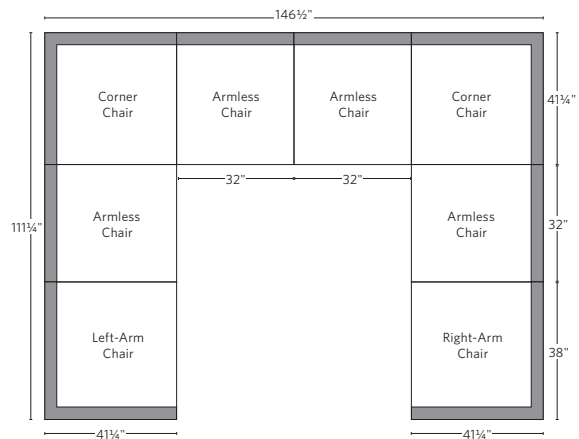 146½"
Corner
Chair
Armless
Chair
Armless
Chair
Corner
Chair
41¼"
32"
32"
111¼"
Armless
Chair
Armless
Chair
32"
Left-Arm
Chair
Right-Arm
Chair
38"
41¼"
41¼"